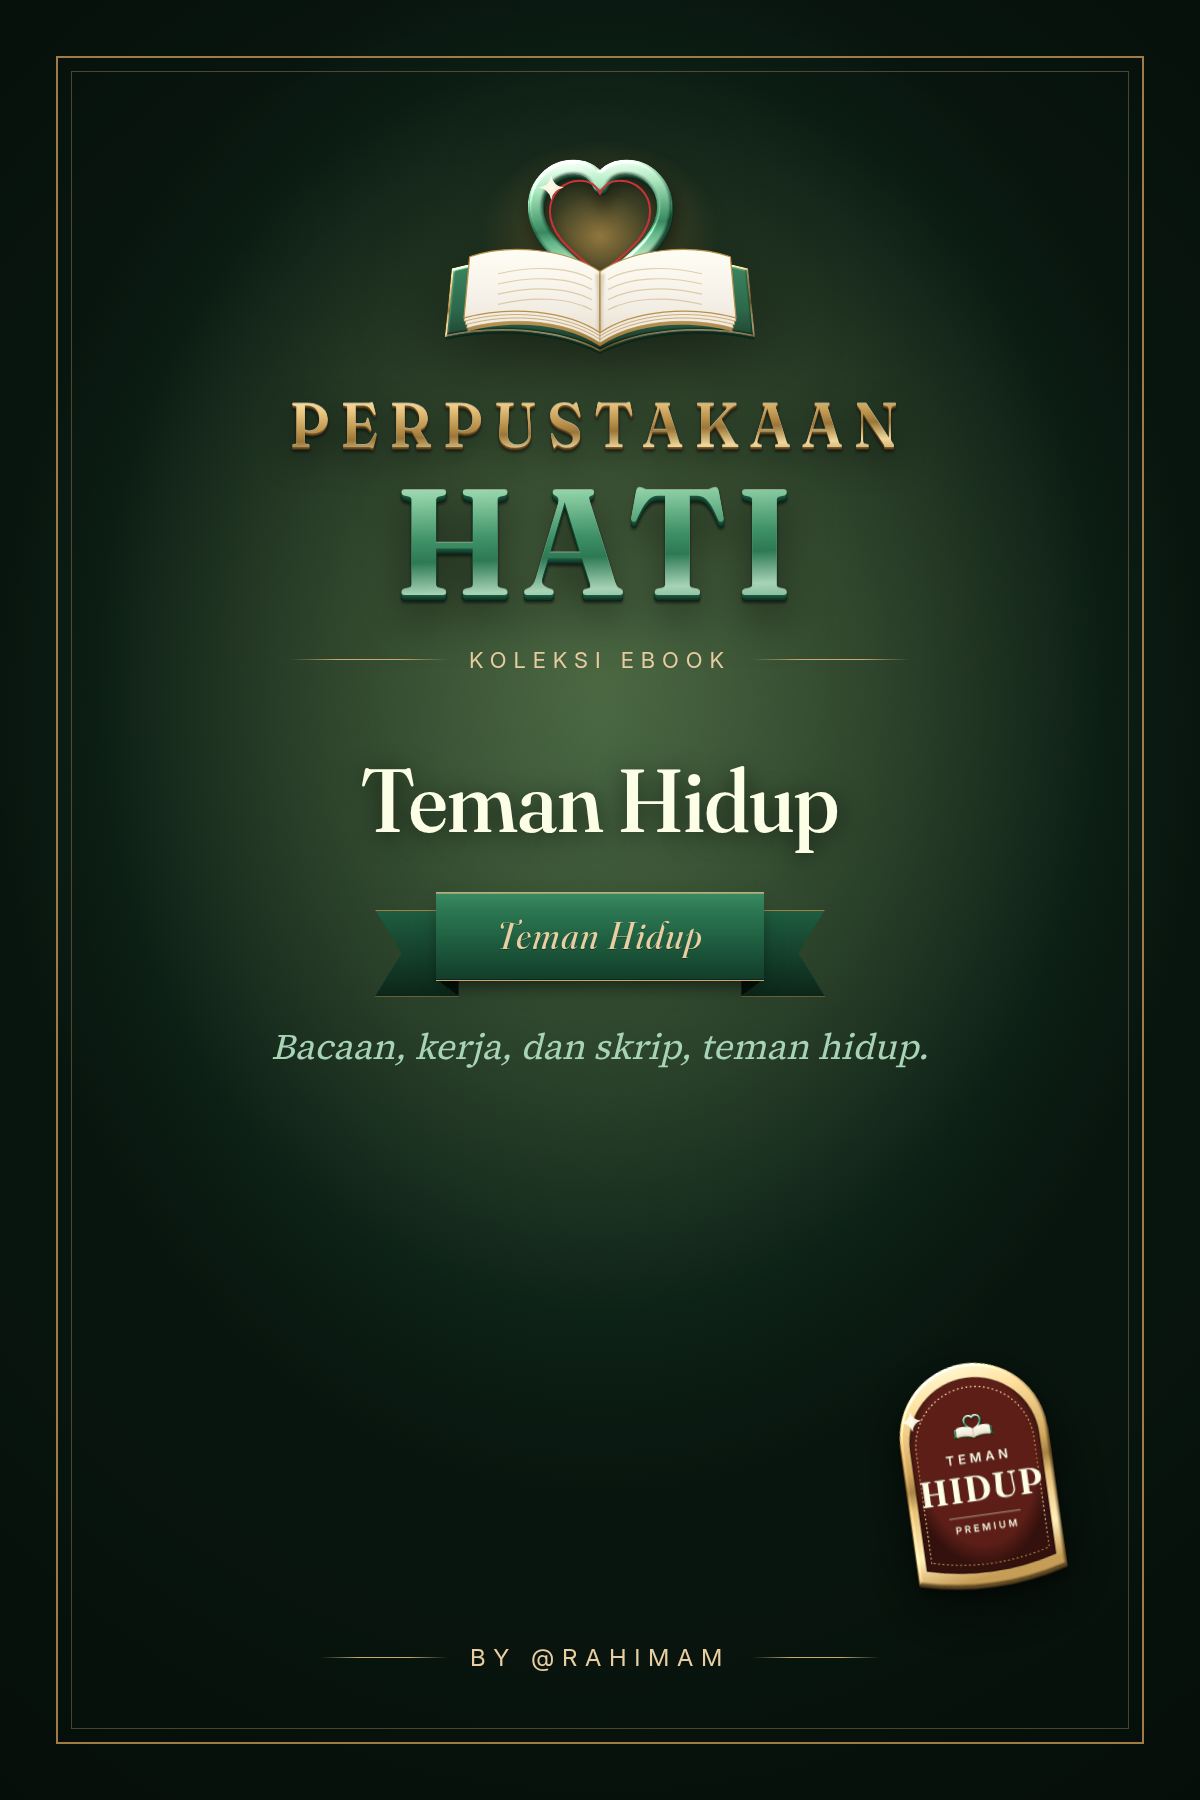 PERPUSTAKAAN
HATI
KOLEKSI EBOOK
Teman Hidup
Teman Hidup
Bacaan, kerja, dan skrip, teman hidup.
TEMAN
HIDUP
PREMIUM
BY @RAHIMAM